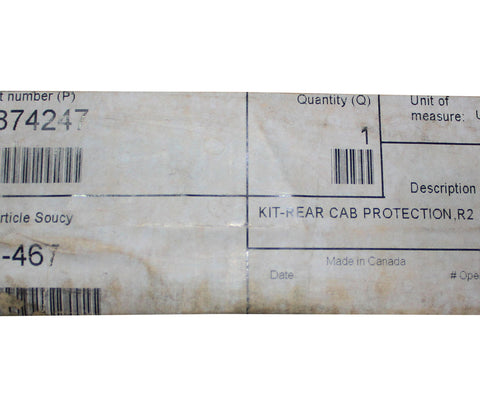 t number (P)
874247
Quantity (Q)
1
Unit of
measure: U
Description
KIT-REAR CAB PROTECTION,R2
rticle Soucy
-467
Made in Canada
Date
# Ope